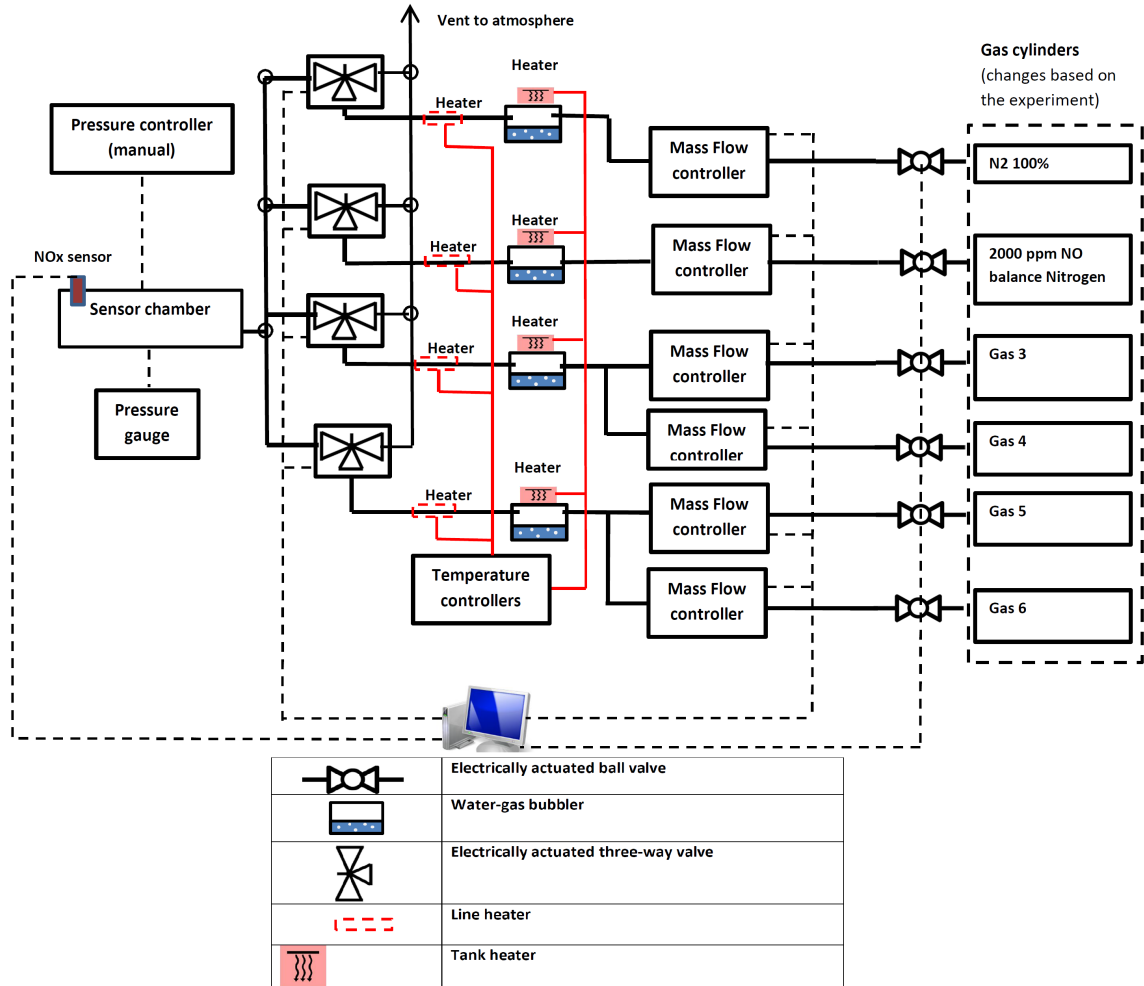 Vent to atmosphere
Gas cylinders
(changes based on
the experiment)
Heater
Heater
Pressure controller
(manual)
Mass Flow
controller
N2 100%
Heater
Heater
Mass Flow
controller
2000 ppm NO
balance Nitrogen
NOx sensor
Sensor chamber
Heater
Heater
Mass Flow
controller
Gas 3
Pressure
gauge
Mass Flow
controller
Gas 4
Heater
Heater
Mass Flow
controller
Gas 5
Temperature
controllers
Mass Flow
controller
Gas 6
Electrically actuated ball valve
Water-gas bubbler
Electrically actuated three-way valve
Line heater
Tank heater